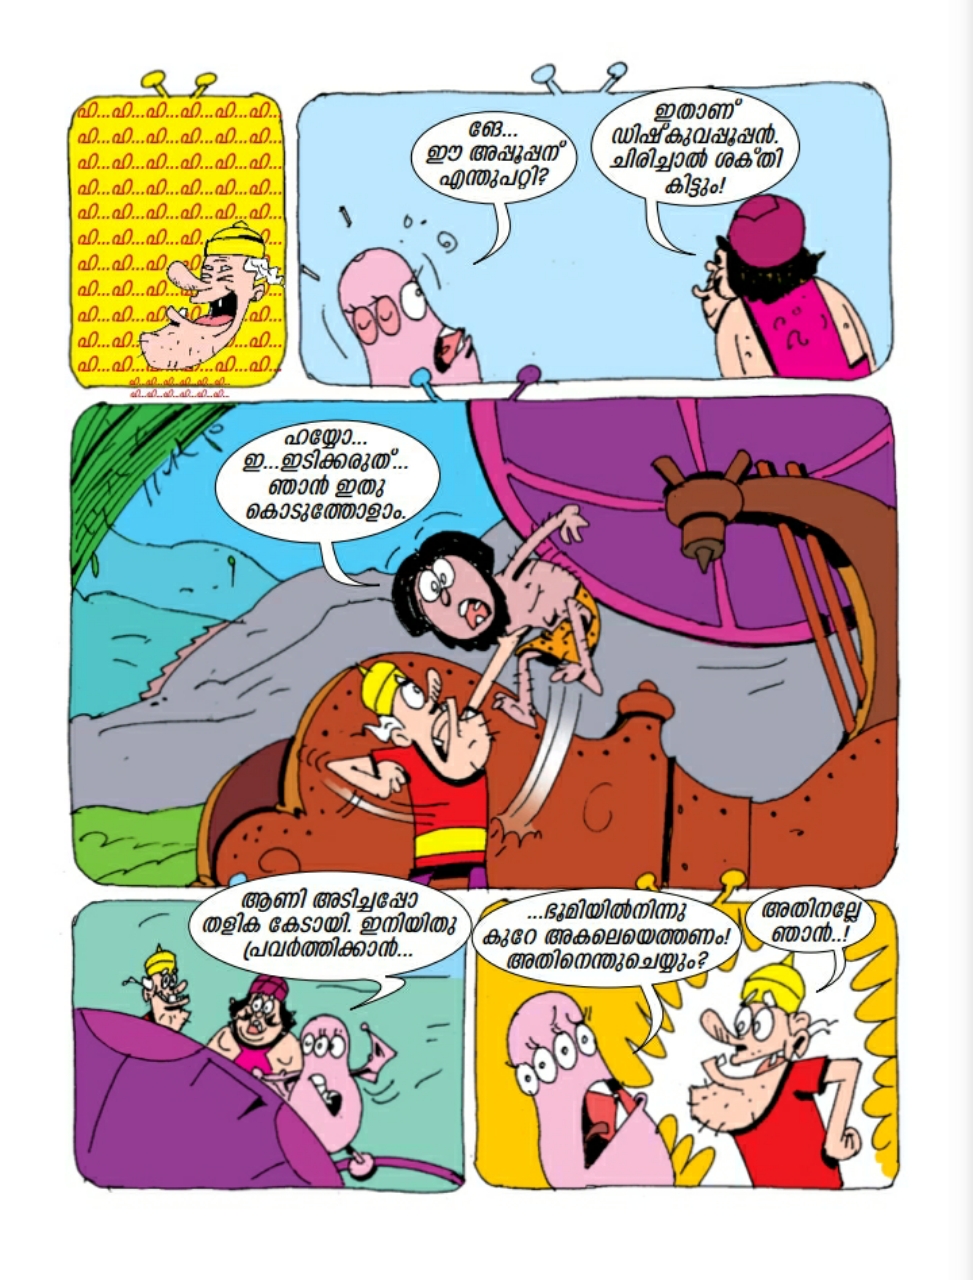 ഹി...ഹി...ഹി...ഹി...ഹി...ഹി...
ഹി...ഹി...ഹി...ഹി...ഹി...ഹി...
ഹി...ഹി...ഹി...ഹി...ഹി...ഹി...
ഹി...ഹി...ഹി...ഹി...ഹി...ഹി...
ഹി...ഹി...ഹി...ഹി...ഹി...ഹി...
ഹി...ഹി...ഹി...ഹി
ഹി...ഹി...ഹി
ഹി...ഹി...ഹി
ഹി...ഹി...ഹി
ഹി...ഹി...ഹി...ഹി
ഹി...ഹി...
ഹി...ഹി...ഹി...ഹി...ഹി...ഹി...
ഹി...ഹി...ഹി...ഹി...ഹി...ഹി...
ങേ...
ഈ അപ്പൂപ്പന്
എന്തുപറ്റി?
ഇതാണ്
ഡിഷ്കുവപ്പൂപ്പൻ.
ചിരിച്ചാൽ ശക്തി
കിട്ടും!
ഹയ്യോ...
ഇ...ഇടിക്കരുത്...
ഞാൻ ഇതു
കൊടുത്തോളാം.
ആണി അടിച്ചപ്പോ
തളിക കേടായി. ഇനിയിതു
പ്രവർത്തിക്കാൻ...
...ഭൂമിയിൽനിന്നു
കുറേ അകലെയെത്തണം!
അതിനെന്തുചെയ്യും?
അതിനല്ലേ
ഞാൻ..!